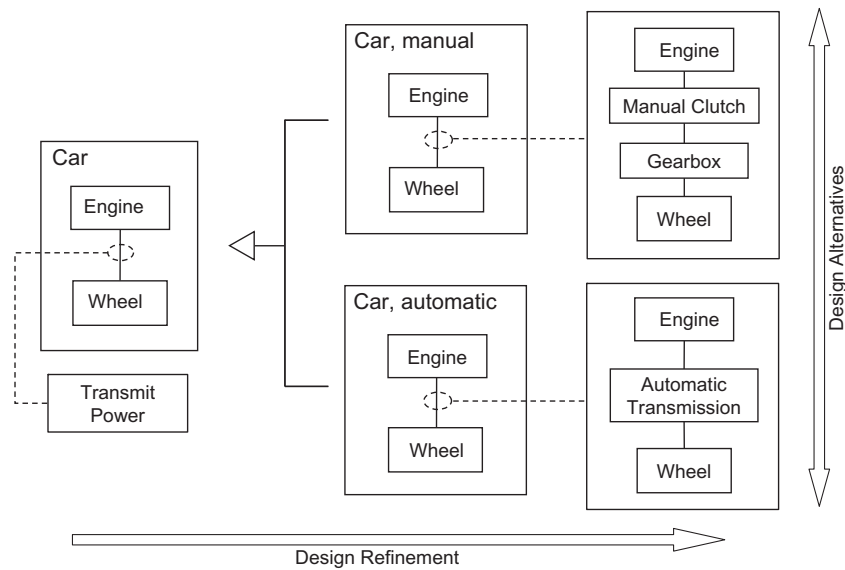 Car
Engine
Wheel
Transmit
Power
Car, manual
Engine
Wheel
Car, automatic
Engine
Wheel
Engine
Manual Clutch
Gearbox
Wheel
Engine
Automatic
Transmission
Wheel
Design Alternatives
Design Refinement